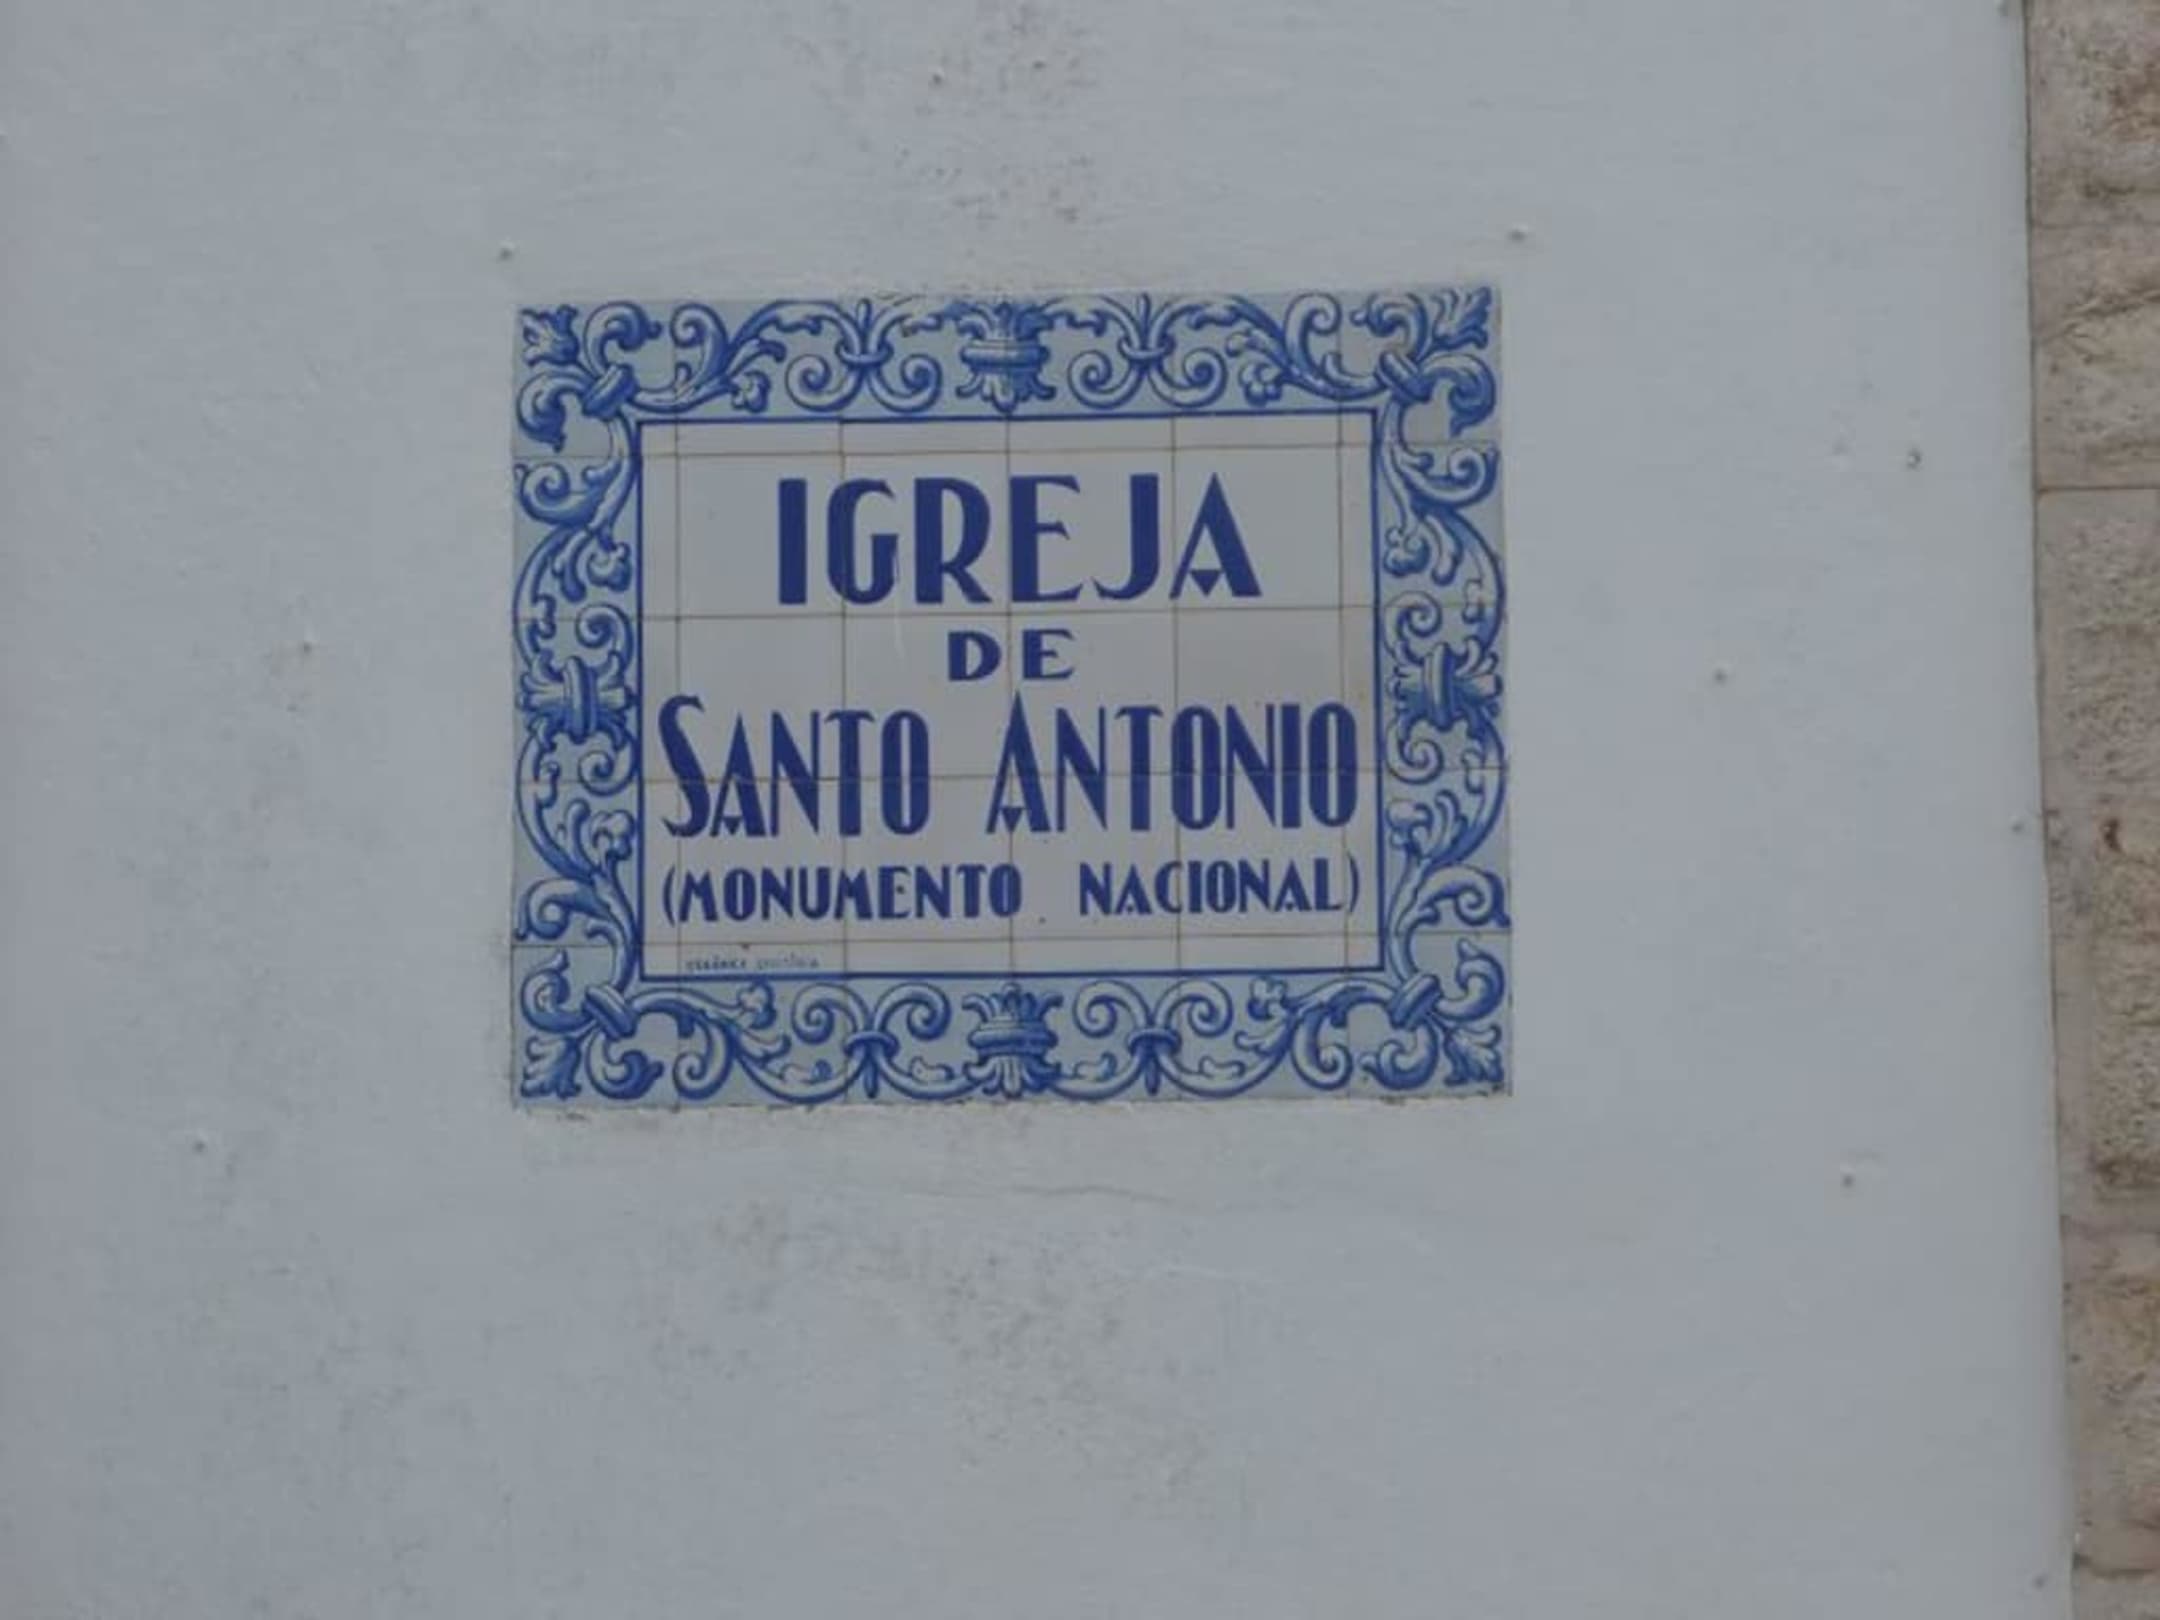 IGREJA
DE
SANTO ANTONIO
(MONUMENTO NACIONAL)